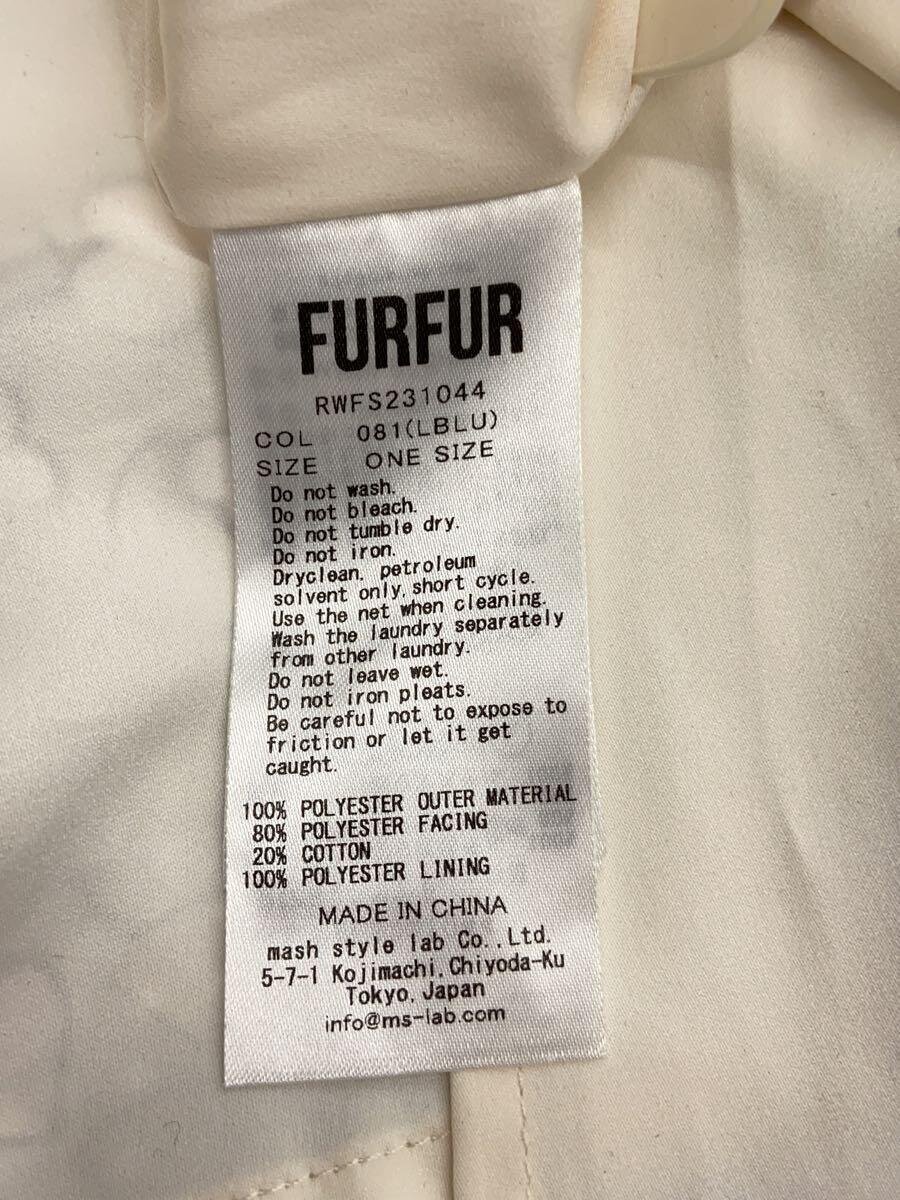 FURFUR
RWFS231044
COL 081(LBLU)
SIZE ONE SIZE
Do not wash.
Do not bleach.
Do not tumble dry.
Do not iron.
Dryclean. petroleum
solvent only, short cycle.
Use the net when cleaning.
Wash the laundry separately
from other laundry.
Do not leave wet.
Do not iron pleats.
Be careful not to expose to
friction or let it get
caught.
100% POLYESTER OUTER MATERIAL
80% POLYESTER FACING
20% COTTON
100% POLYESTER LINING
MADE IN CHINA
mash style lab Co., Ltd.
5-7-1 Kojimachi, Chiyoda-Ku
Tokyo, Japan
info@ms-lab.com